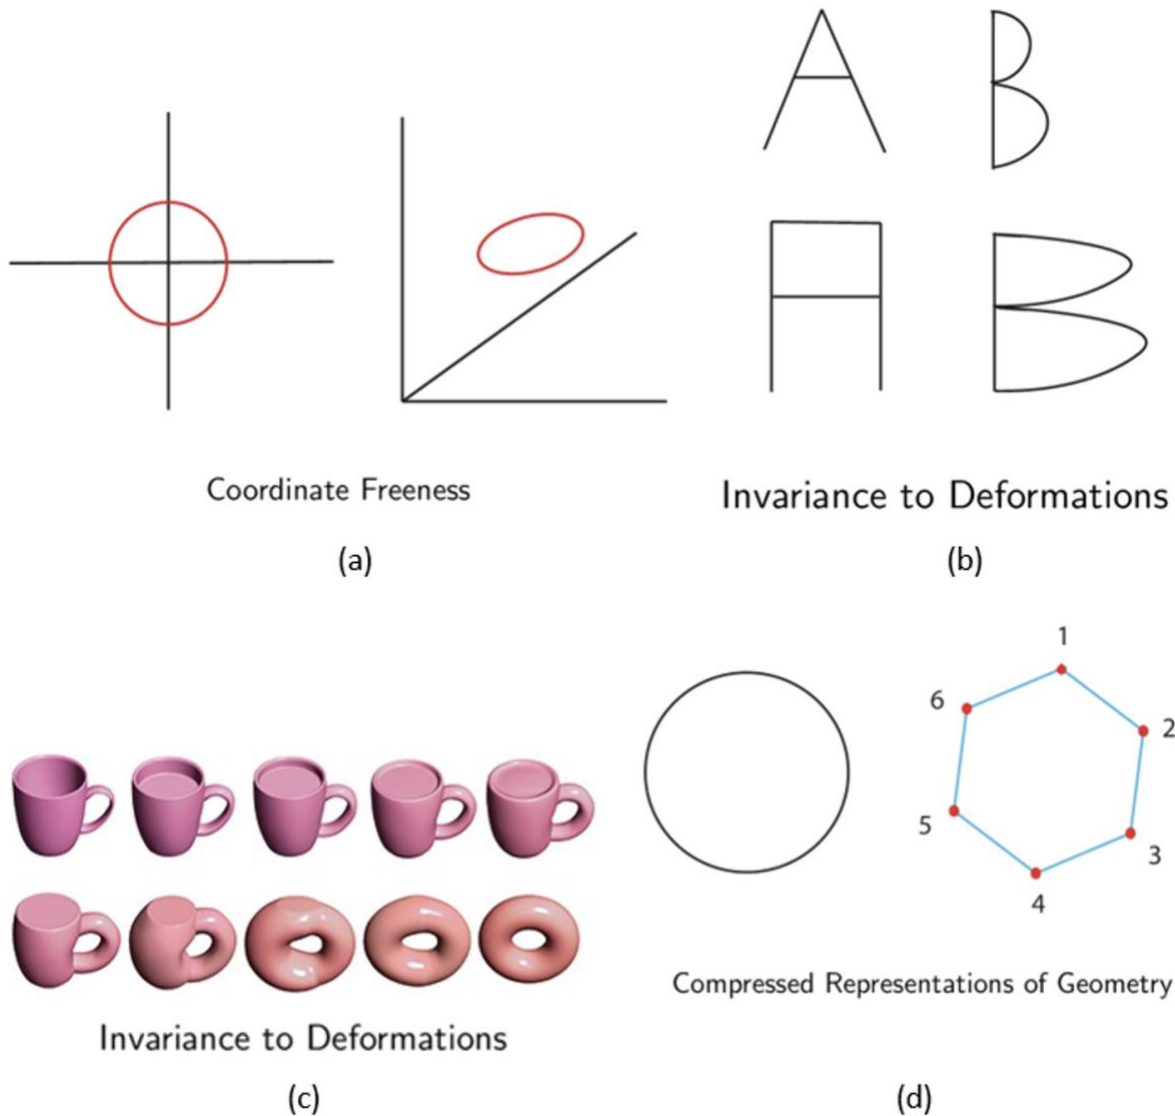 Coordinate Freeness
(a)
Invariance to Deformations
(b)
Invariance to Deformations
(c)
1
2
3
4
5
6
Compressed Representations of Geometry
(d)